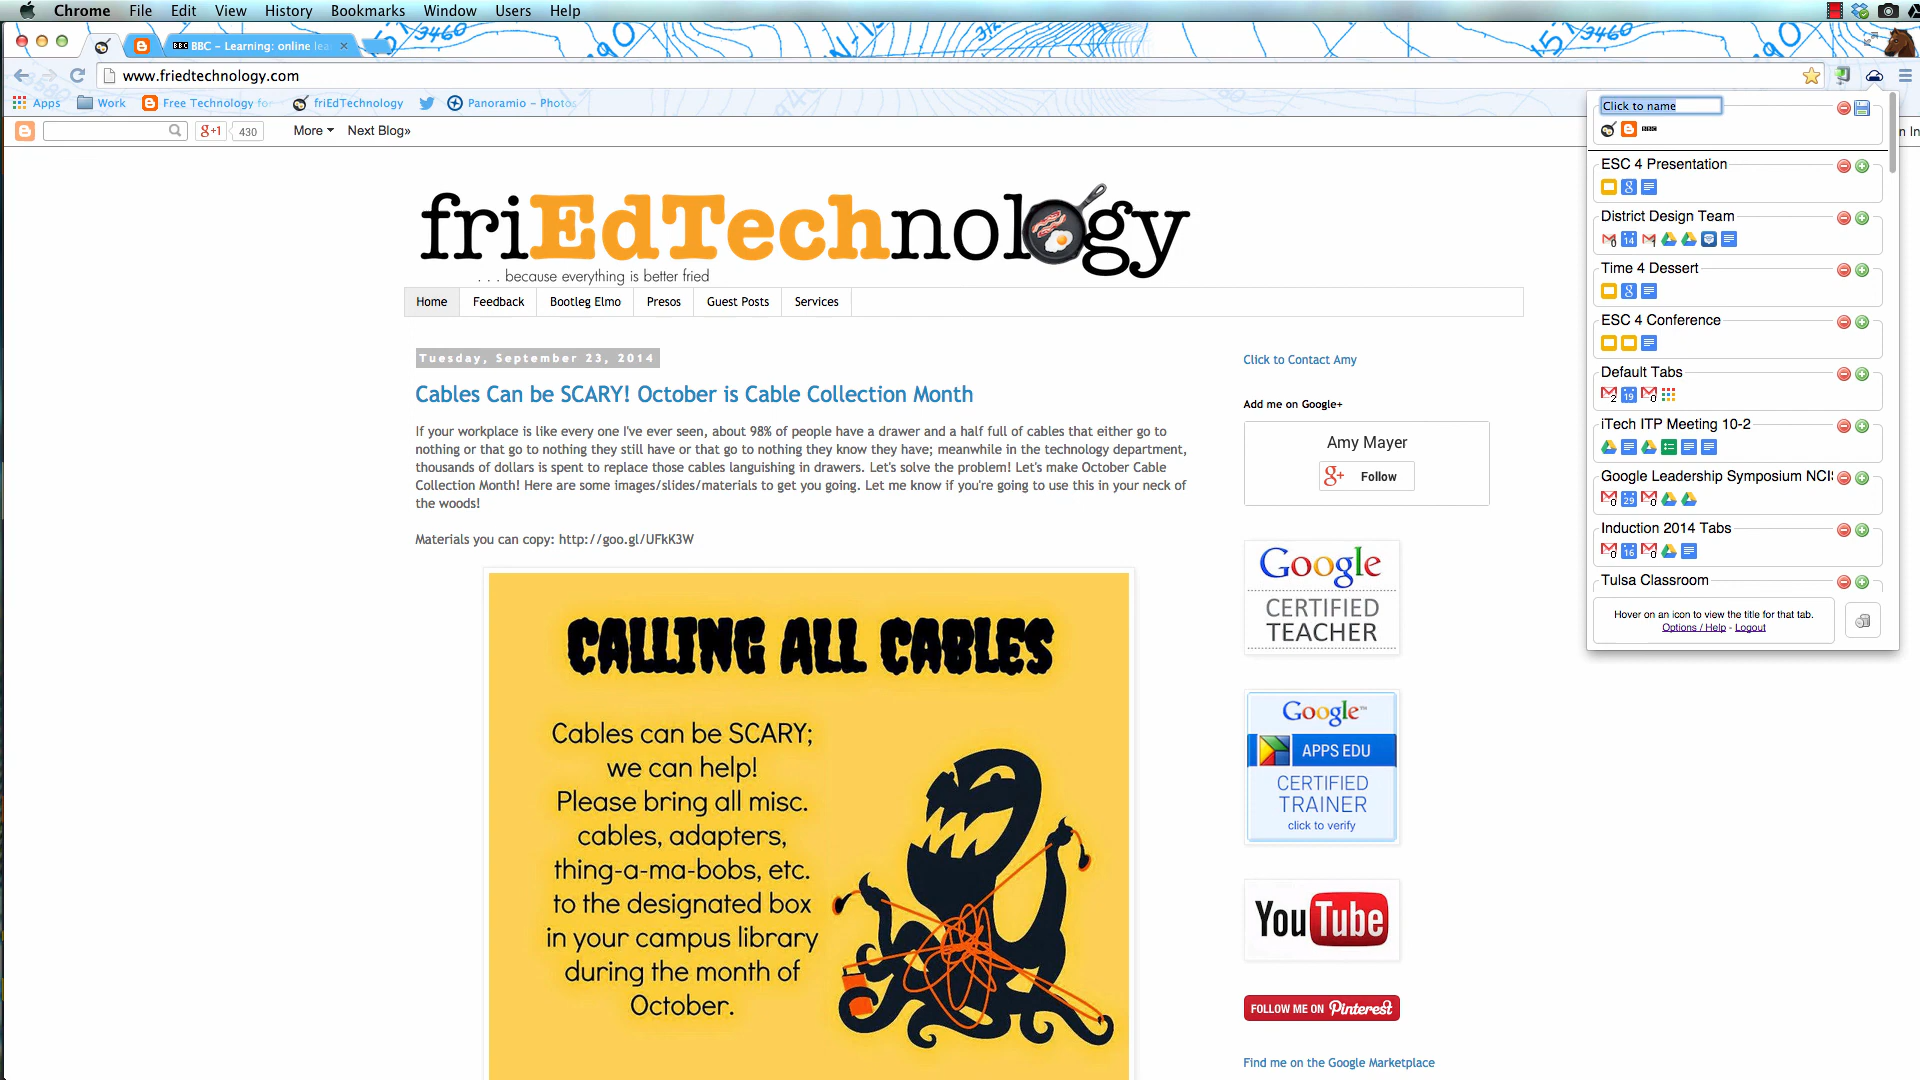 Chrome File Edit View History Bookmarks Window Users Help
BBC - Learning: online lea
www.friedtechnology.com
Apps Work Free Technology for friEdTechnology Panoramio - Photos
g+1 430 More Next Blog»
Click to name
ESC 4 Presentation
District Design Team
Time 4 Dessert
ESC 4 Conference
Default Tabs
iTech ITP Meeting 10-2
Google Leadership Symposium NCIS
Induction 2014 Tabs
Tulsa Classroom
Hover on an icon to view the title for that tab.
Options / Help - Logout
friEdTechnology
. . . because everything is better fried
Home Feedback Bootleg Elmo Presos Guest Posts Services
Tuesday, September 23, 2014
Cables Can be SCARY! October is Cable Collection Month
If your workplace is like every one I've ever seen, about 98% of people have a drawer and a half full of cables that either go to
nothing or that go to nothing they still have or that go to nothing they know they have; meanwhile in the technology department,
thousands of dollars is spent to replace those cables languishing in drawers. Let's solve the problem! Let's make October Cable
Collection Month! Here are some images/slides/materials to get you going. Let me know if you're going to use this in your neck of
the woods!
Materials you can copy: http://goo.gl/UFkK3W
CALLING ALL CABLES
Cables can be SCARY;
we can help!
Please bring all misc.
cables, adapters,
thing-a-ma-bobs, etc.
to the designated box
in your campus library
during the month of
October.
Click to Contact Amy
Add me on Google+
Amy Mayer
g+ Follow
Google
CERTIFIED
TEACHER
Google™
APPS EDU
CERTIFIED
TRAINER
click to verify
YouTube
FOLLOW ME ON Pinterest
Find me on the Google Marketplace